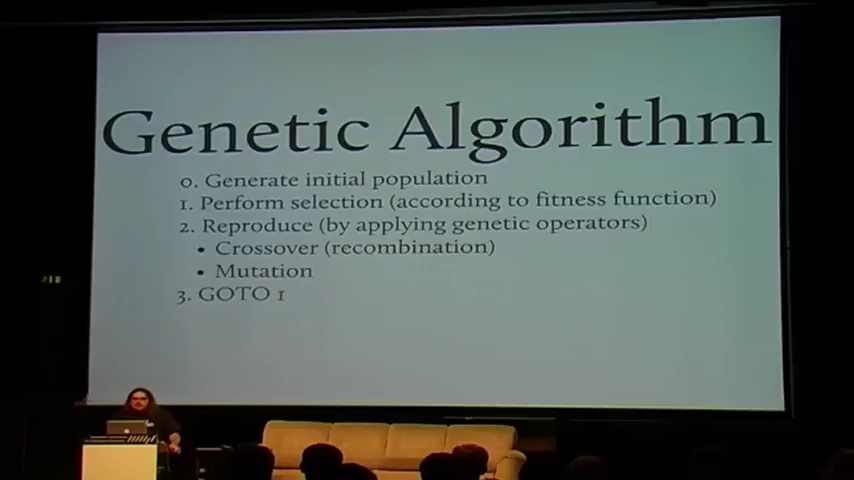 Genetic Algorithm
0. Generate initial population
1. Perform selection (according to fitness function)
2. Reproduce (by applying genetic operators)
• Crossover (recombination)
• Mutation
3. GOTO 1